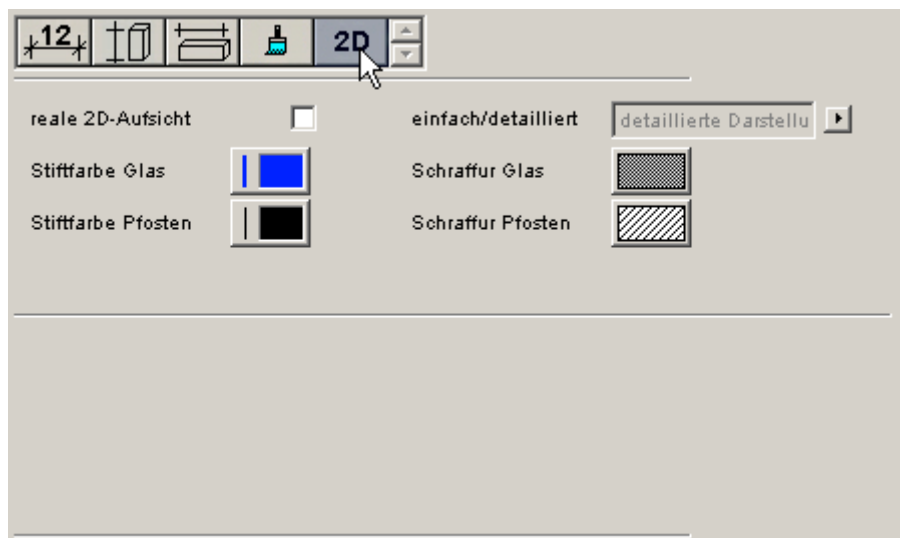 12 2D
reale 2D-Aufsicht einfach/detailliert detaillierte Darstellu
Stiftfarbe Glas Schraffur Glas
Stiftfarbe Pfosten Schraffur Pfosten